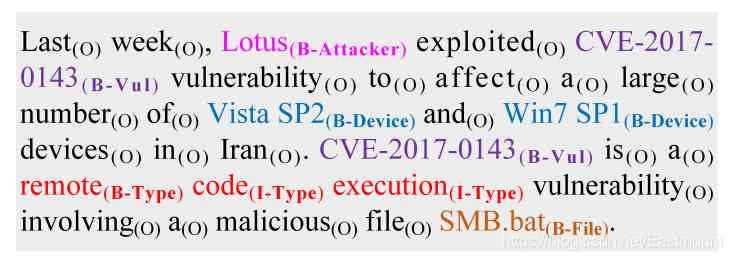 Last(O) week(O), Lotus(B-Attacker) exploited(O) CVE-2017-
0143(B-Vul) vulnerability(O) to(O) affect(O) a(O) large(O)
number(O) of(O) Vista SP2(B-Device) and(O) Win7 SP1(B-Device)
devices(O) in(O) Iran(O). CVE-2017-0143(B-Vul) is(O) a(O)
remote(B-Type) code(I-Type) execution(I-Type) vulnerability(O)
involving(O) a(O) malicious(O) file(O) SMB.bat(B-File).
https://blog.csdn.net/Eastmount